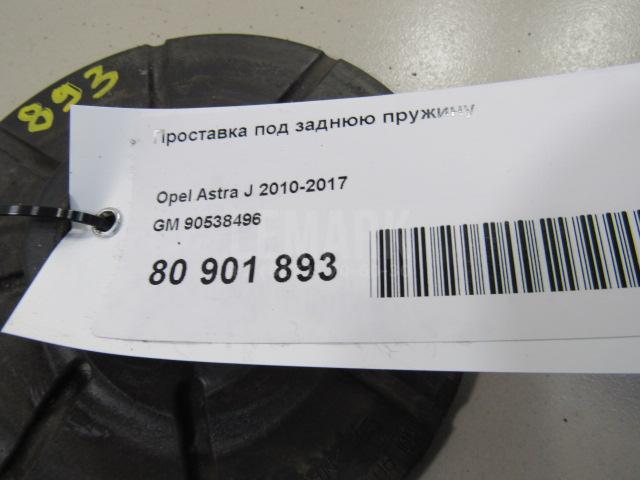 893
Проставка под заднюю пружину
Opel Astra J 2010-2017
GM 90538496
80 901 893